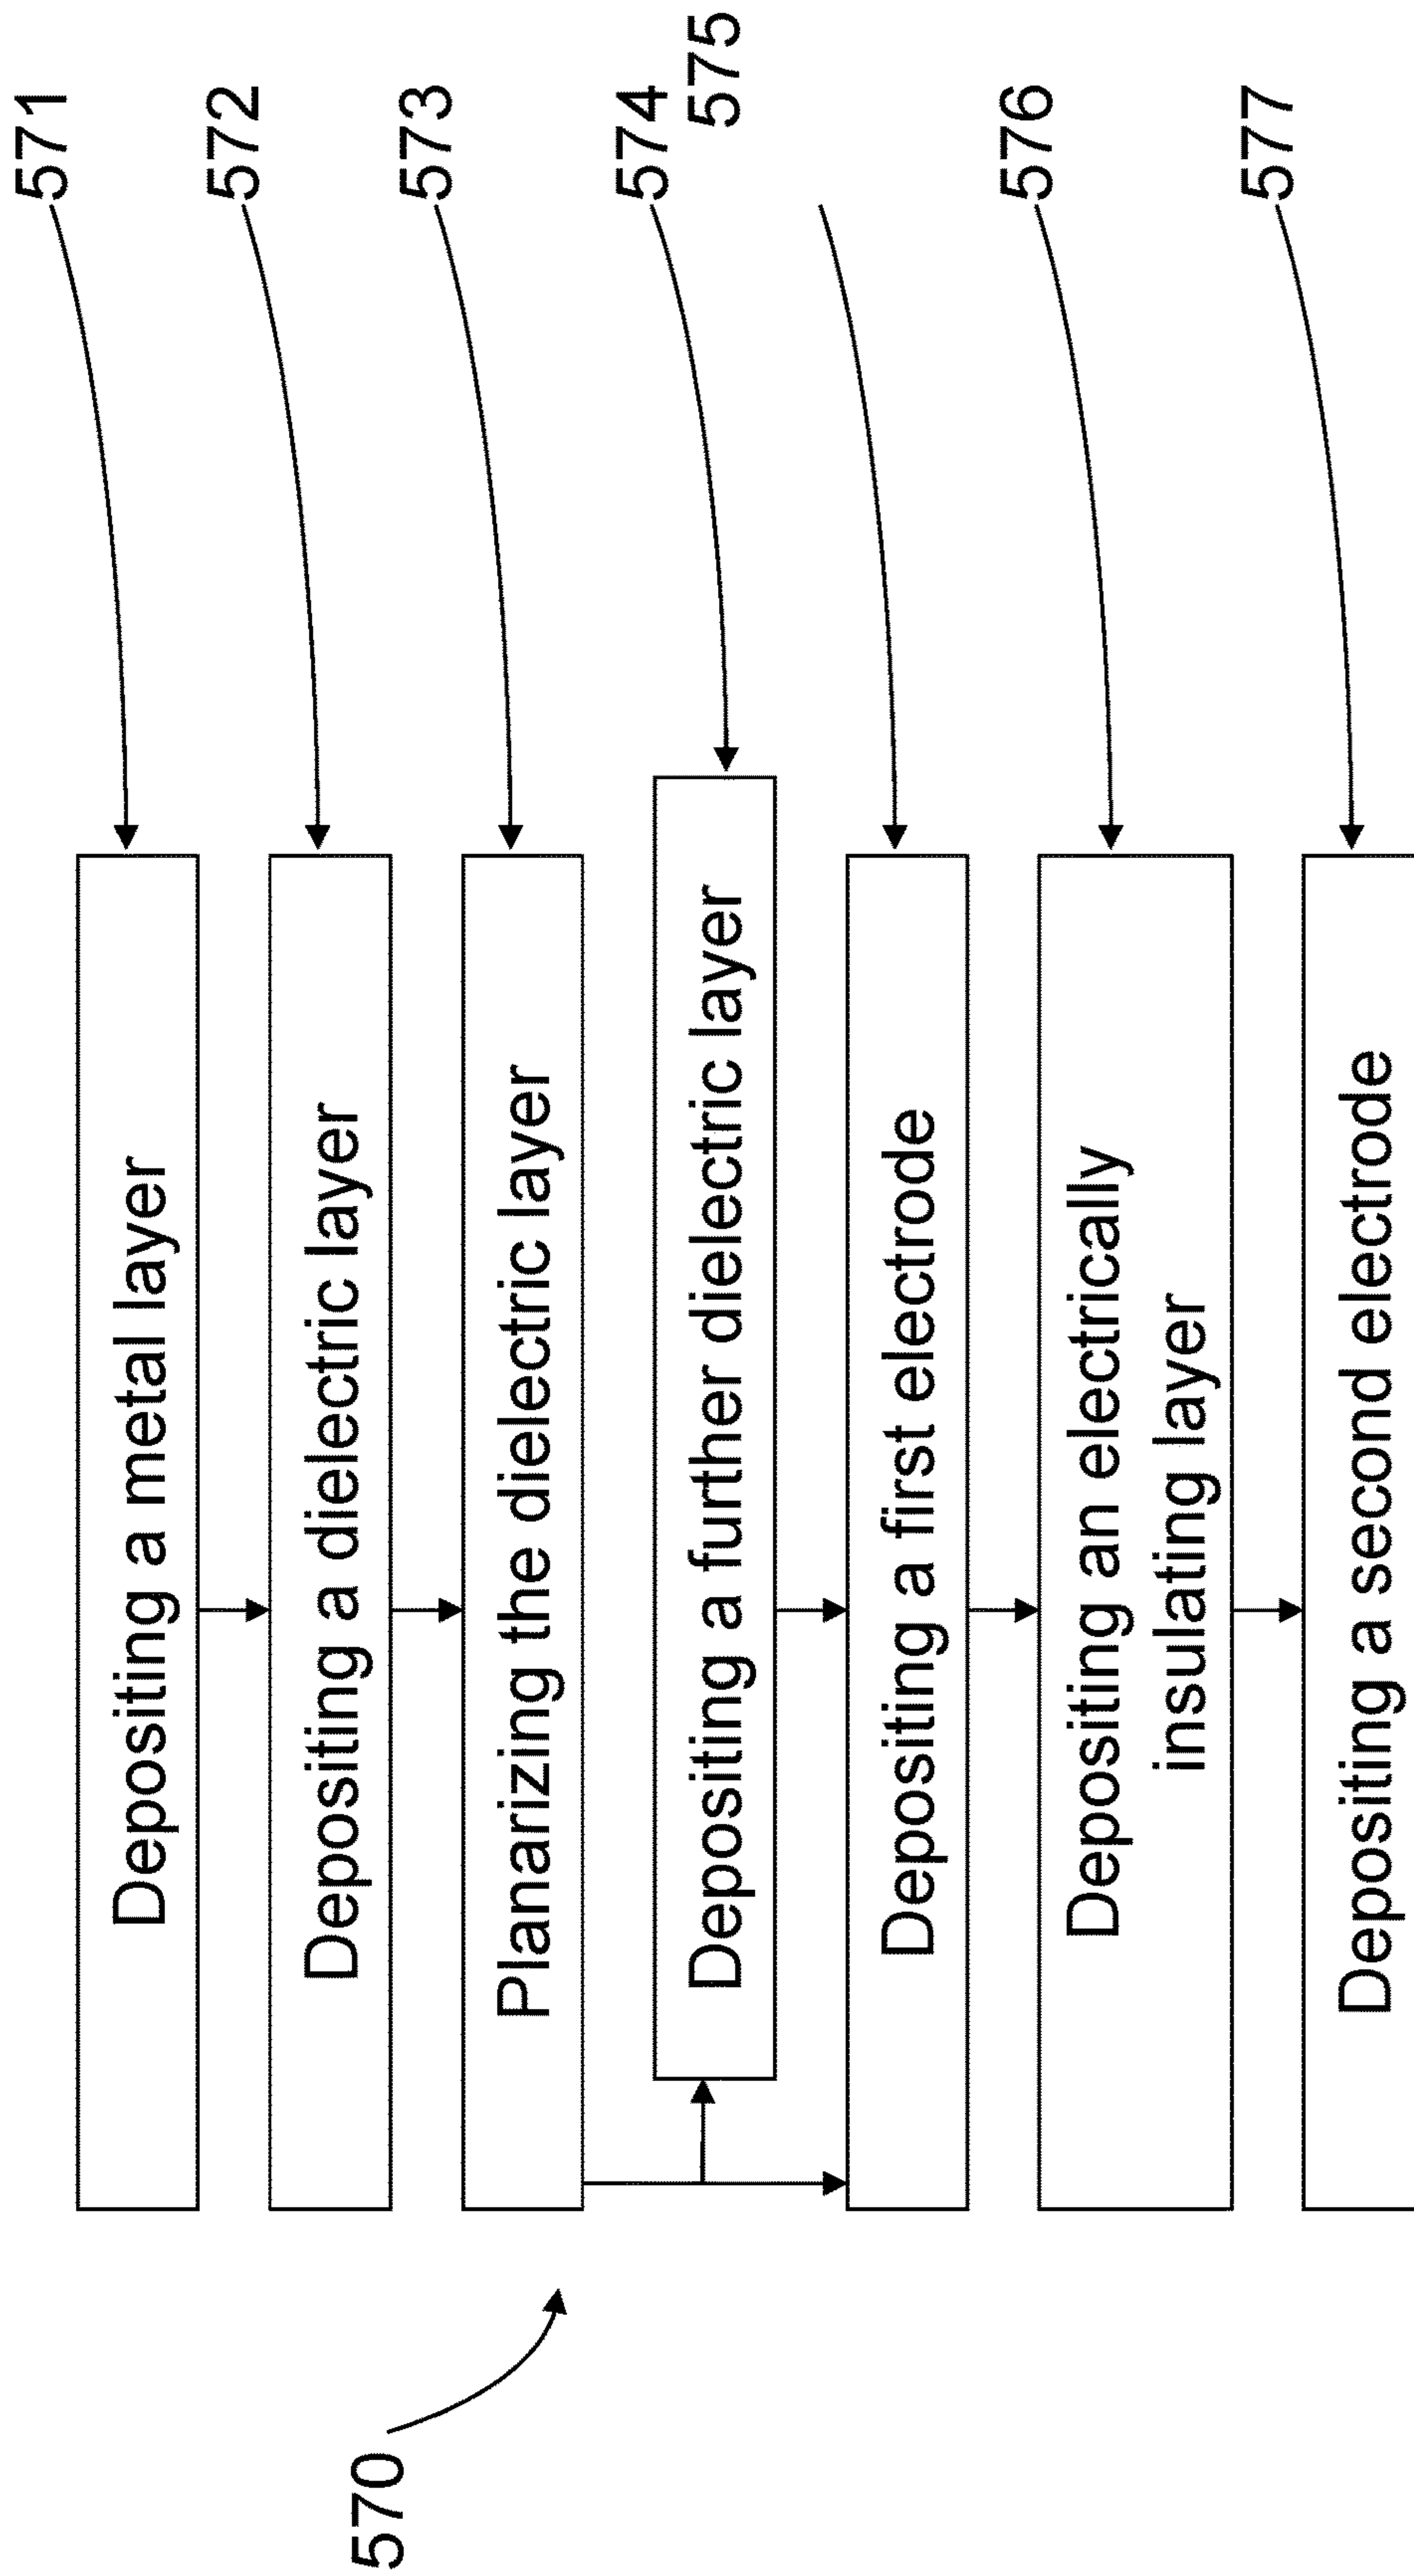 570
Depositing a metal layer
571
Depositing a dielectric layer
572
Planarizing the dielectric layer
573
Depositing a further dielectric layer
574
575
Depositing a first electrode
Depositing an electrically
insulating layer
576
Depositing a second electrode
577